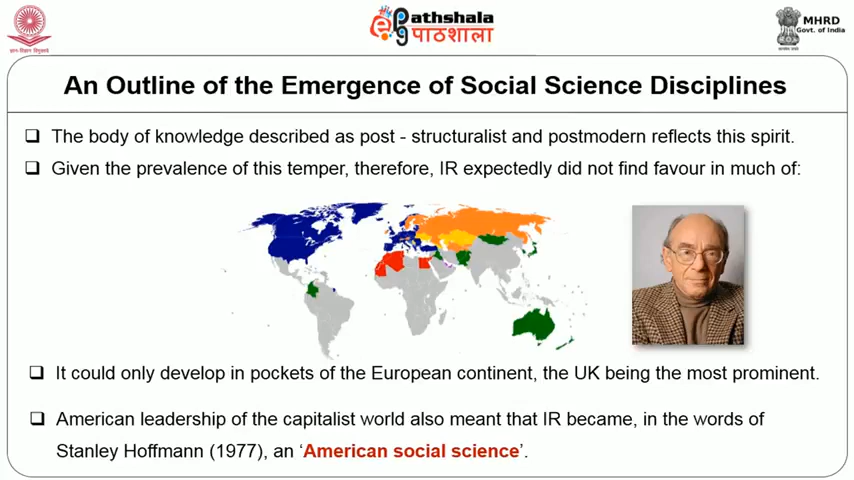 Pathshala
पाठशाला
MHRD
Govt. of India
An Outline of the Emergence of Social Science Disciplines
The body of knowledge described as post - structuralist and postmodern reflects this spirit.
Given the prevalence of this temper, therefore, IR expectedly did not find favour in much of:
It could only develop in pockets of the European continent, the UK being the most prominent.
American leadership of the capitalist world also meant that IR became, in the words of
Stanley Hoffmann (1977), an ‘American social science’.